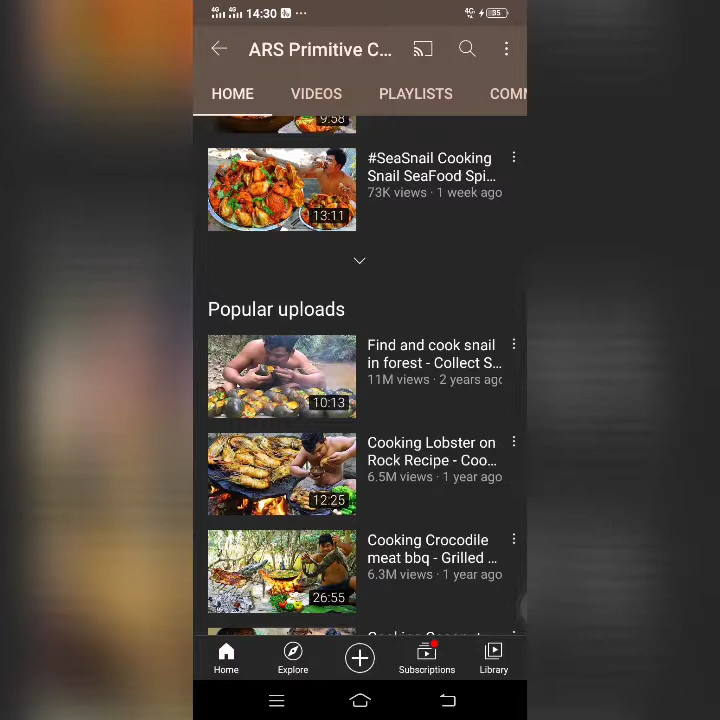 4G 4G 14:30 ··· 35
ARS Primitive C...
HOME VIDEOS PLAYLISTS COMM
9:58
#SeaSnail Cooking
Snail SeaFood Spi...
73K views · 1 week ago
13:11
Popular uploads
Find and cook snail
in forest - Collect S...
11M views · 2 years ago
10:13
Cooking Lobster on
Rock Recipe - Coo...
6.5M views · 1 year ago
12:25
Cooking Crocodile
meat bbq - Grilled ...
6.3M views · 1 year ago
26:55
Home Explore Subscriptions Library